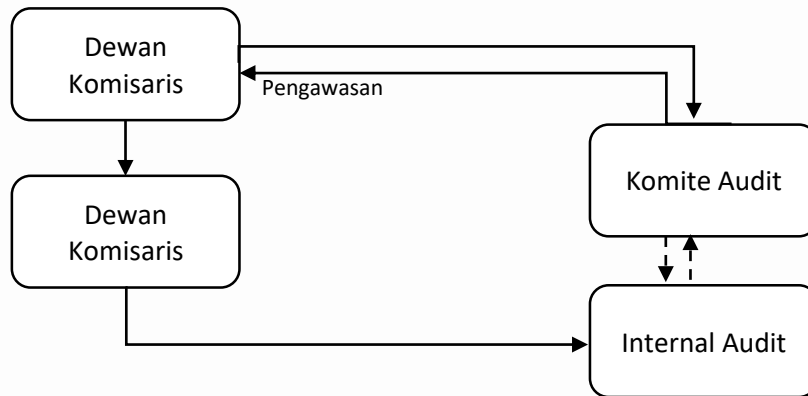 Dewan
Komisaris
Pengawasan
Komite Audit
Dewan
Komisaris
Internal Audit